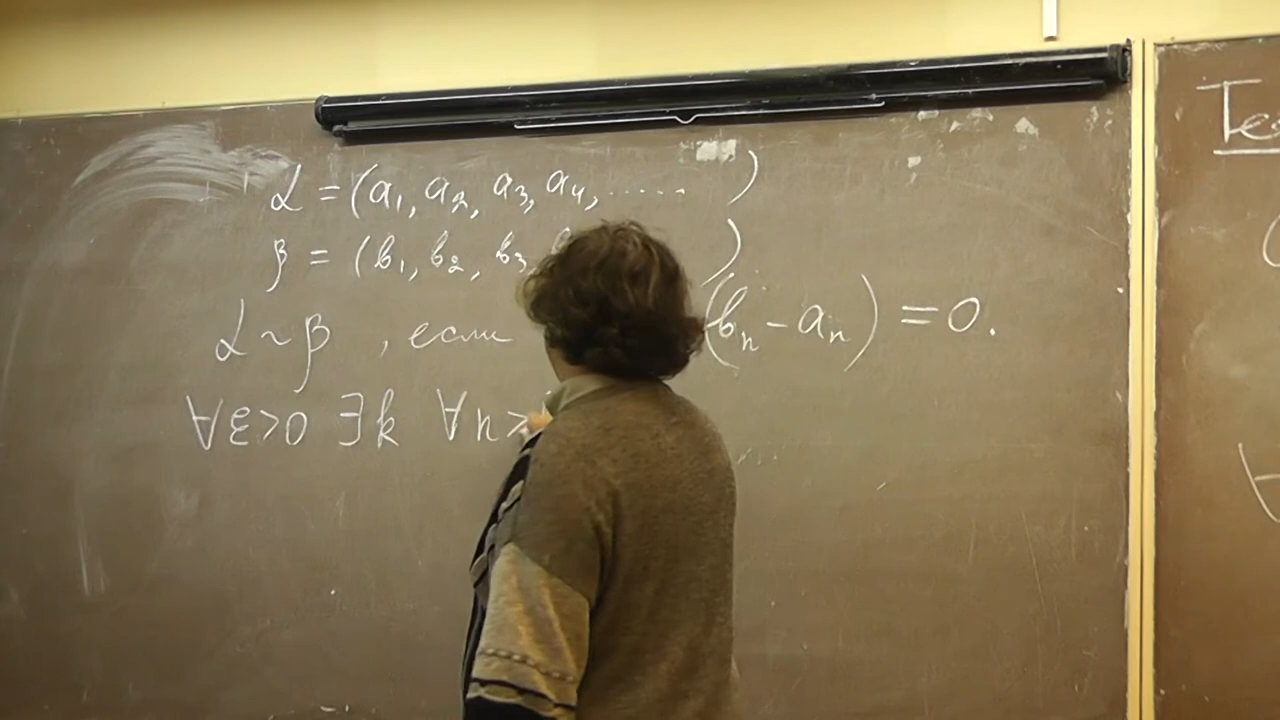 α = (a₁, a₂, a₃, a₄, ..... )
β = (b₁, b₂, b₃ )
α ~ β , если (bₙ - aₙ) = 0.
∀ε>0 ∃k ∀n>